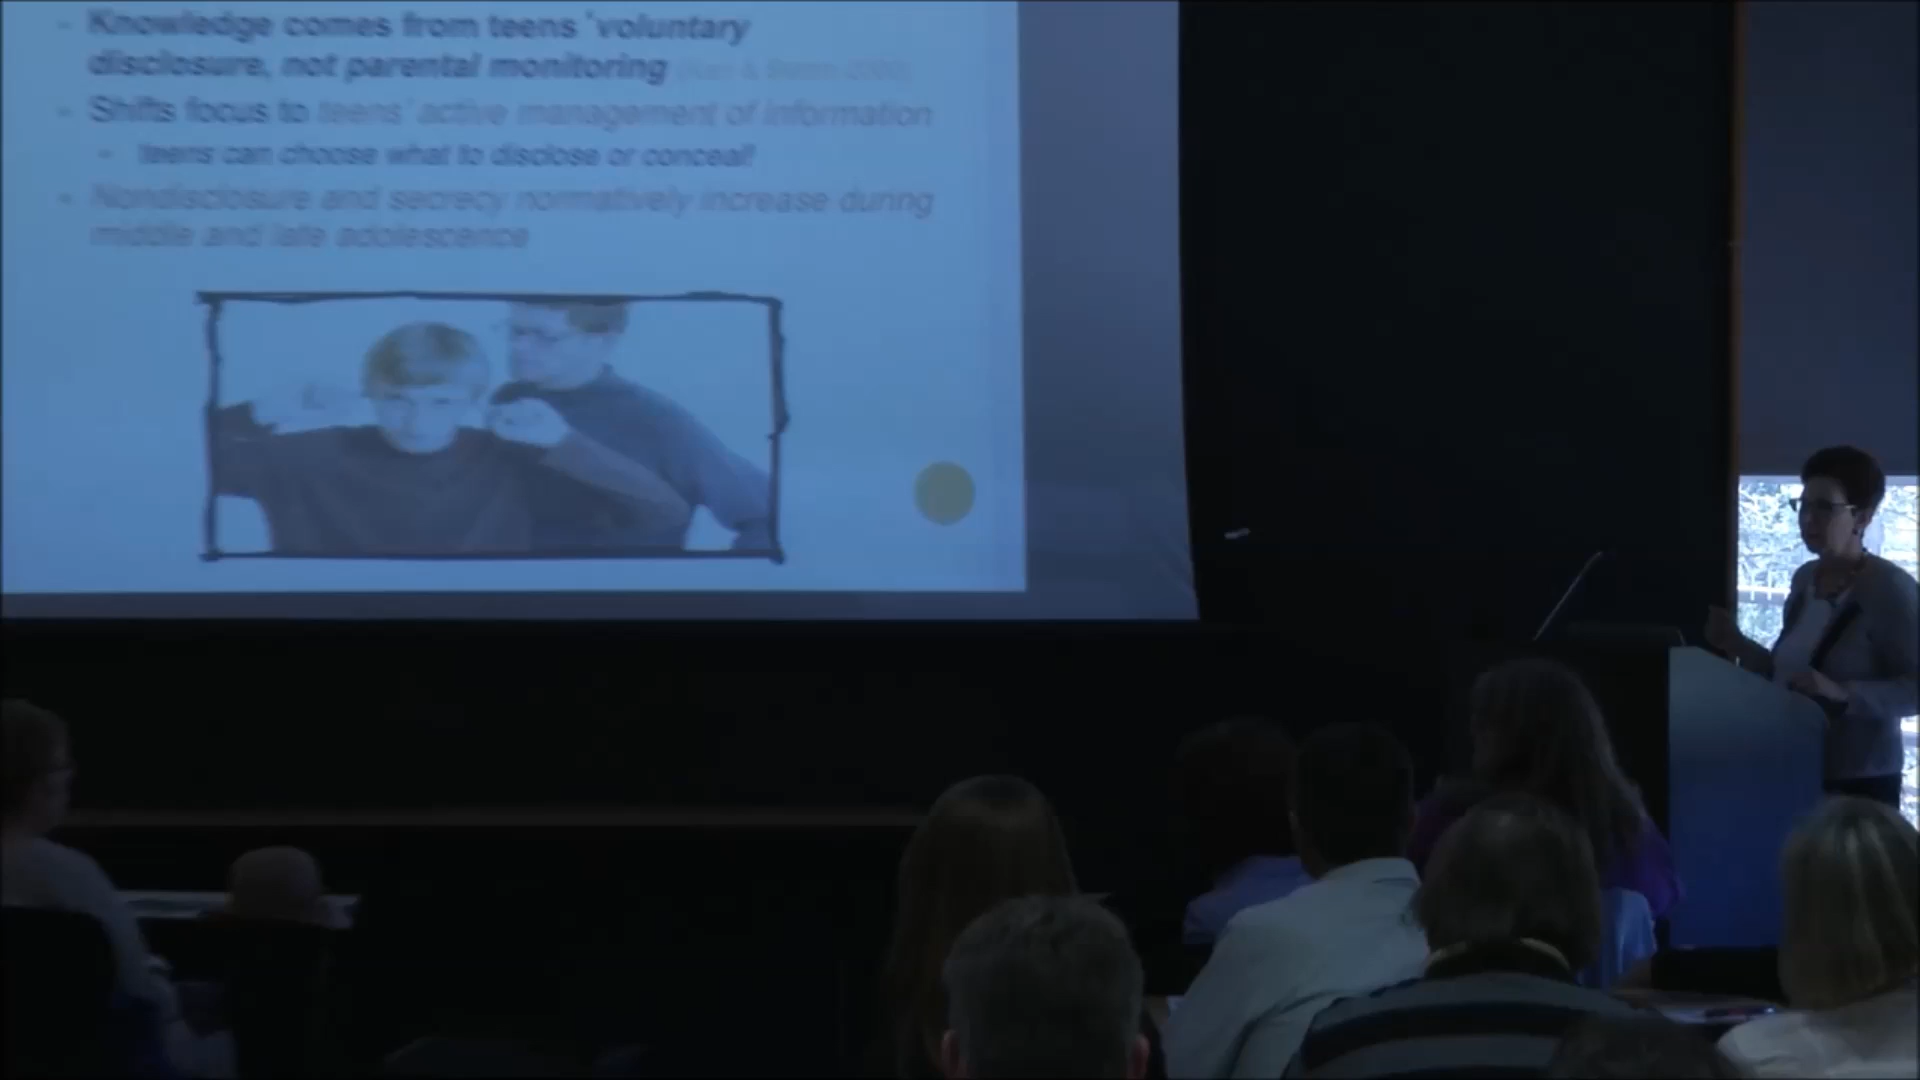 - Knowledge comes from teens 'voluntary
disclosure, not parental monitoring
- Shifts focus to teens' active management of information
- teens can choose what to disclose or conceal!
- Nondisclosure and secrecy normatively increase during
middle and late adolescence